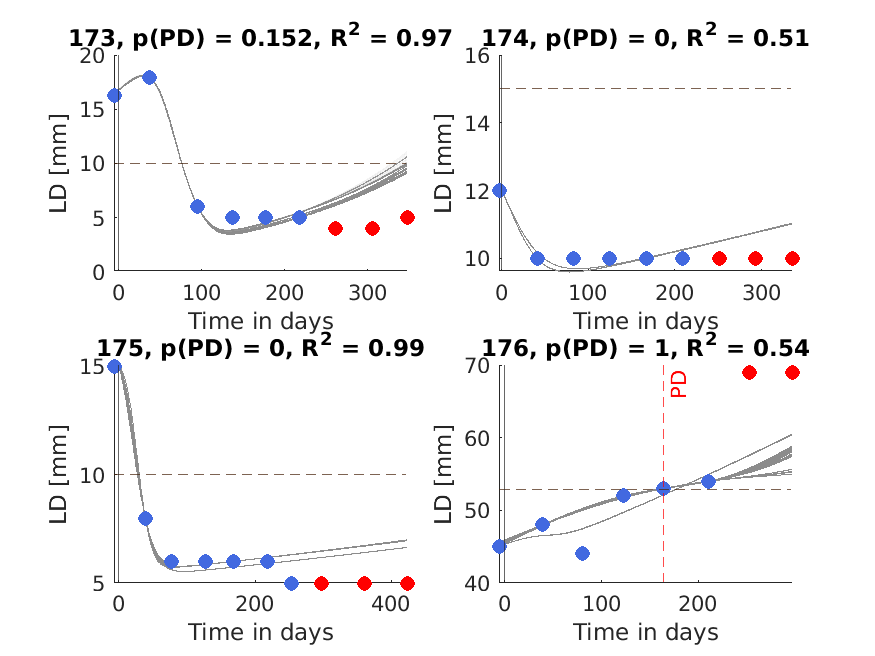 173, p(PD) = 0.152, R² = 0.97
20
15
10
5
0
LD [mm]
0 100 200 300
Time in days
174, p(PD) = 0, R² = 0.51
16
14
12
10
LD [mm]
0 100 200 300
Time in days
175, p(PD) = 0, R² = 0.99
15
10
5
LD [mm]
0 200 400
Time in days
176, p(PD) = 1, R² = 0.54
70
60
50
40
LD [mm]
PD
0 100 200
Time in days